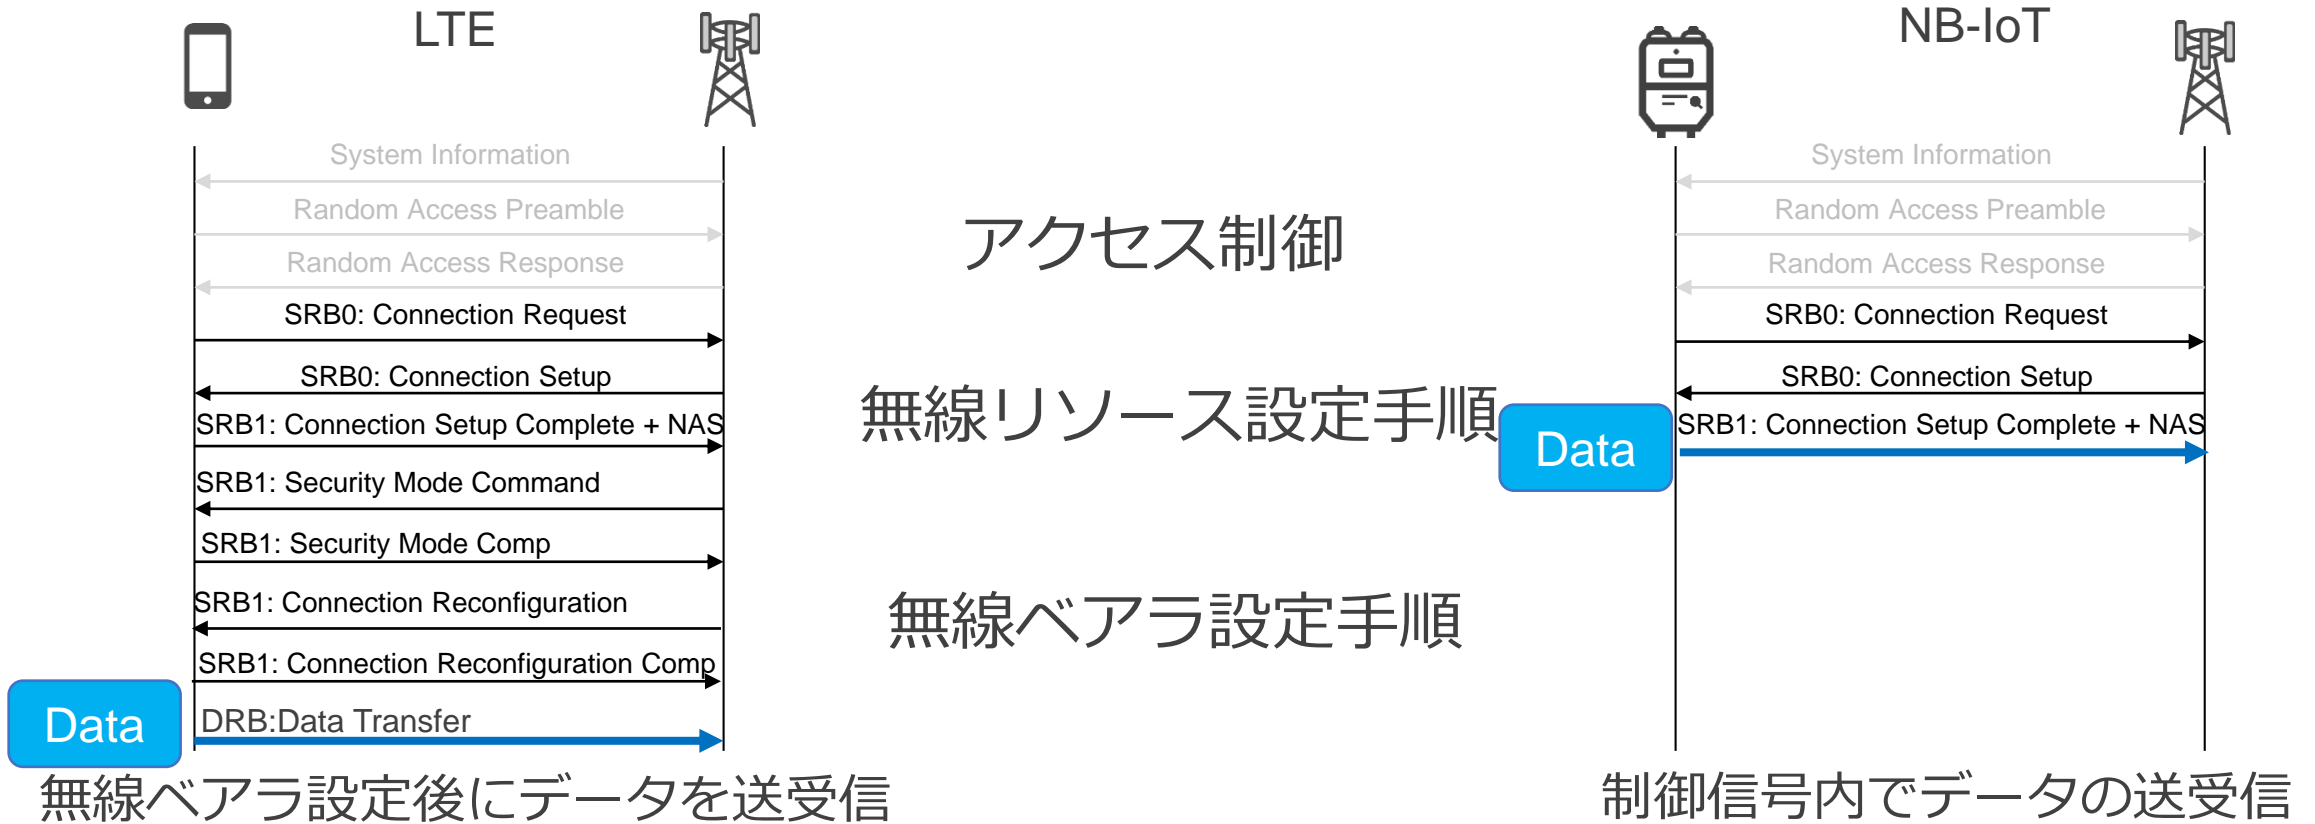 LTE
System Information
Random Access Preamble
Random Access Response
SRB0: Connection Request
SRB0: Connection Setup
SRB1: Connection Setup Complete + NAS
SRB1: Security Mode Command
SRB1: Security Mode Comp
SRB1: Connection Reconfiguration
SRB1: Connection Reconfiguration Comp
Data
DRB:Data Transfer
無線ベアラ設定後にデータを送受信
アクセス制御
無線リソース設定手順
無線ベアラ設定手順
NB-IoT
System Information
Random Access Preamble
Random Access Response
SRB0: Connection Request
SRB0: Connection Setup
Data
SRB1: Connection Setup Complete + NAS
制御信号内でデータの送受信